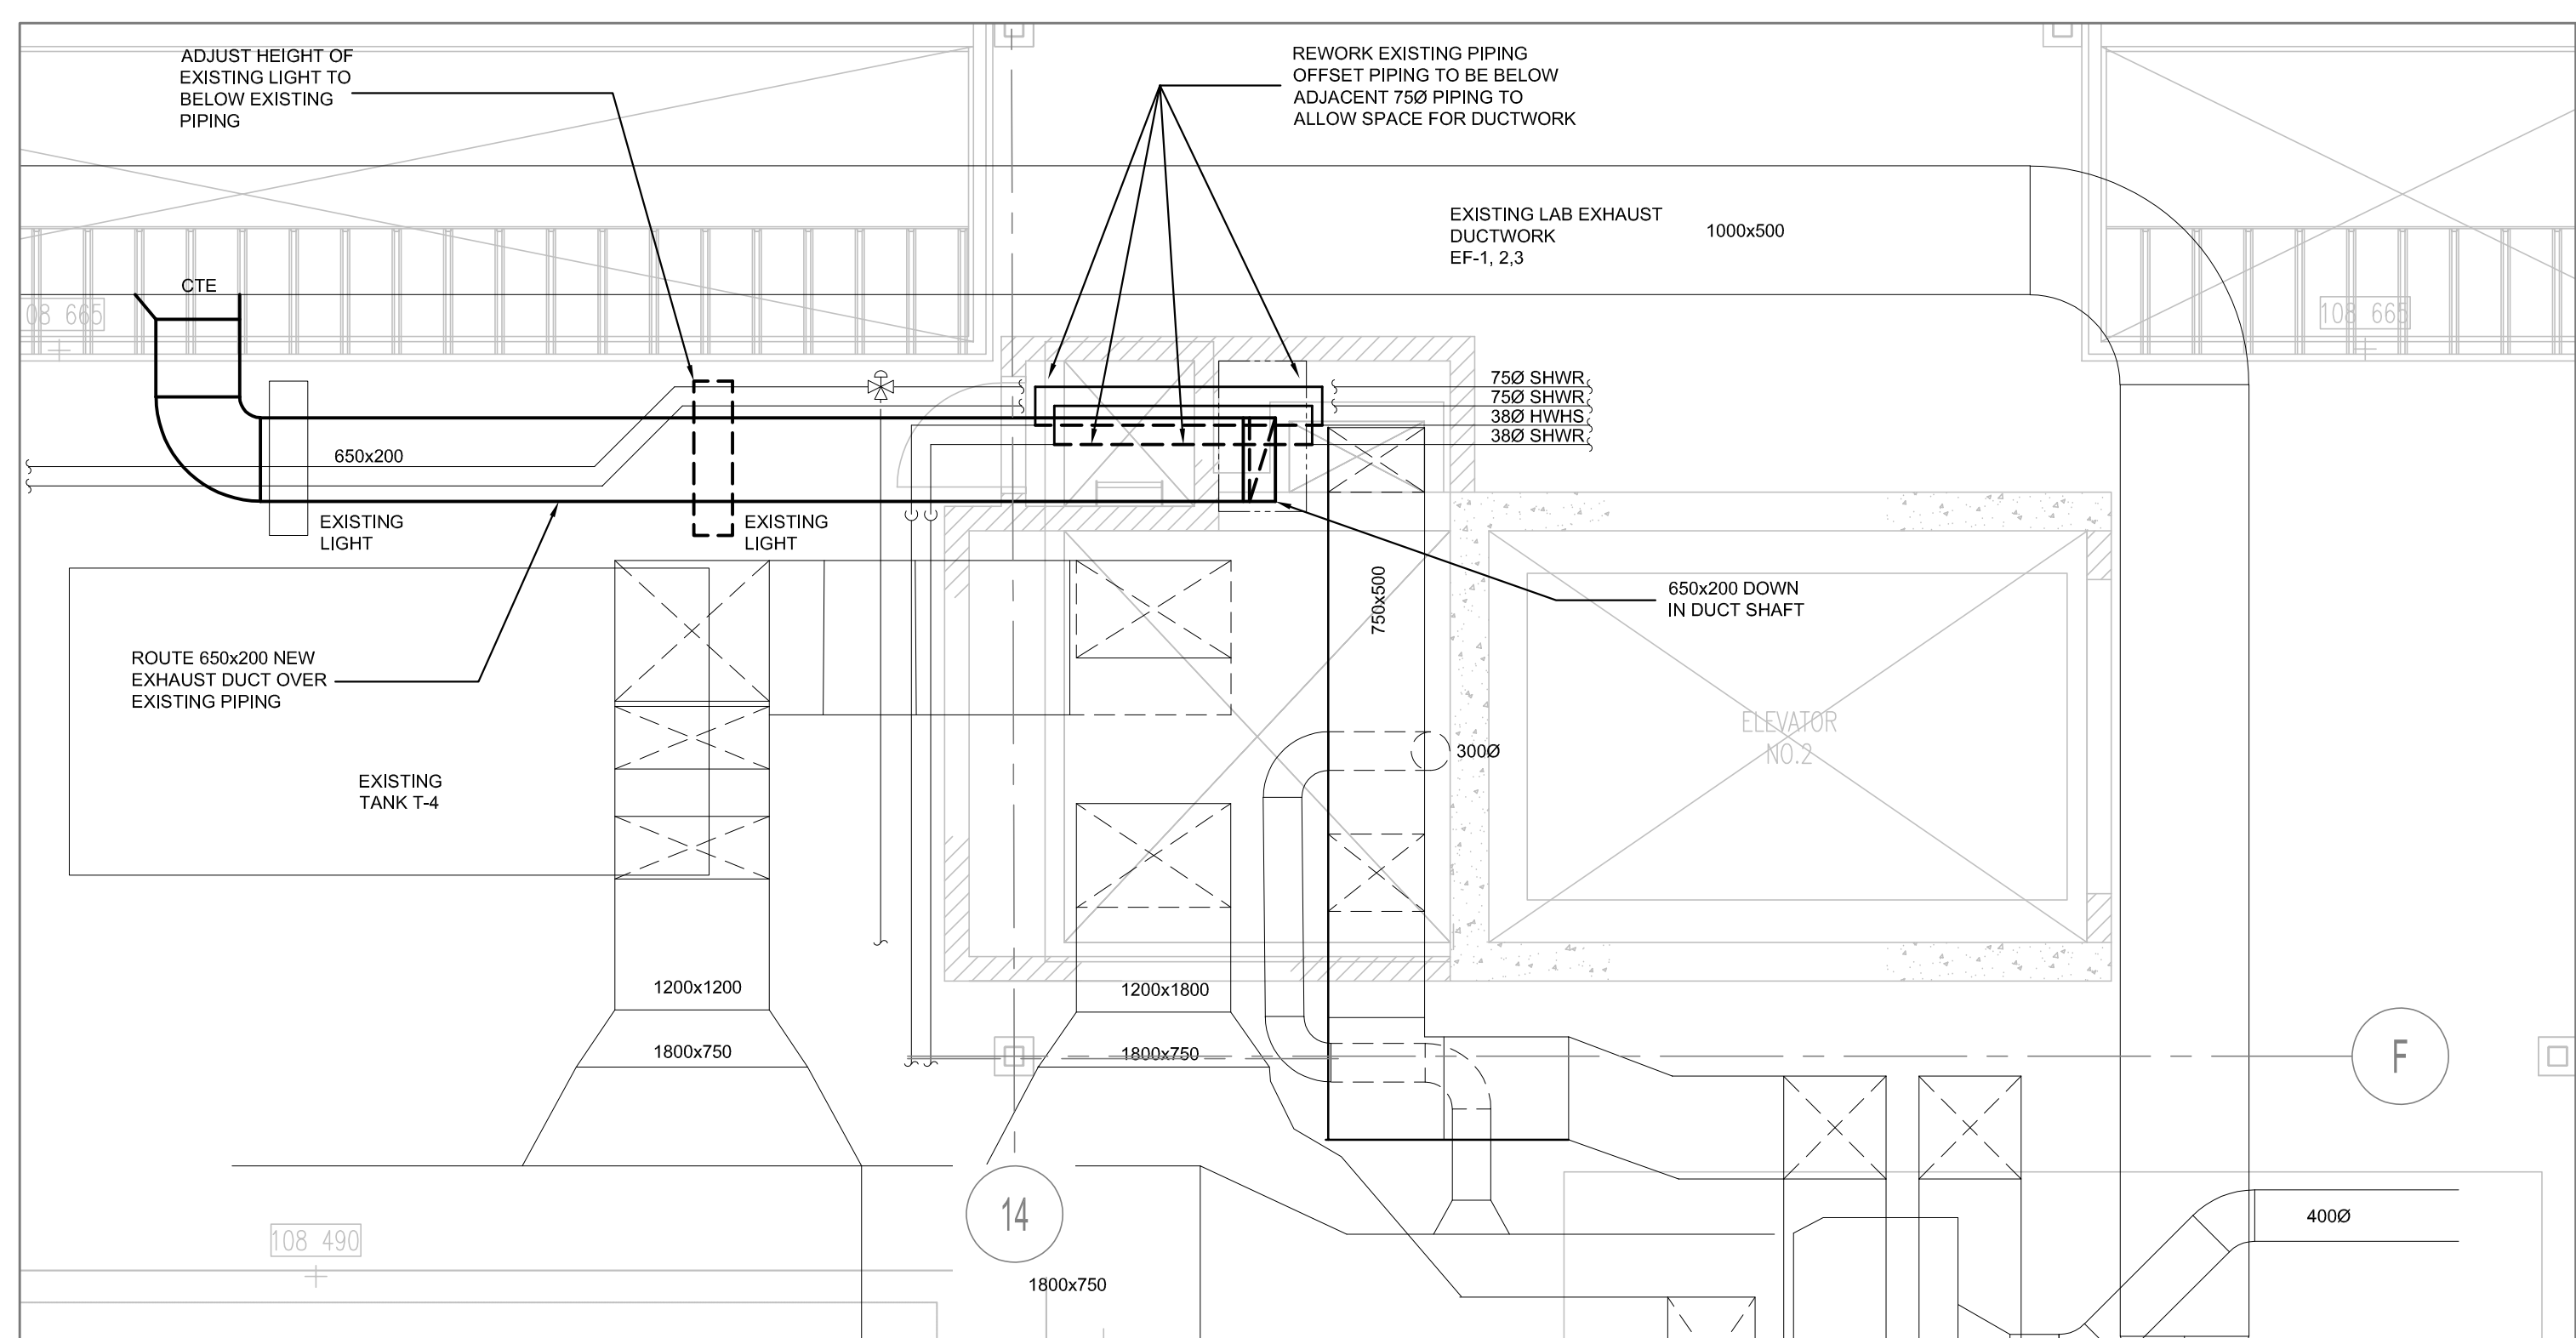 ADJUST HEIGHT OF
EXISTING LIGHT TO
BELOW EXISTING
PIPING
REWORK EXISTING PIPING
OFFSET PIPING TO BE BELOW
ADJACENT 75Ø PIPING TO
ALLOW SPACE FOR DUCTWORK
EXISTING LAB EXHAUST
DUCTWORK
EF-1, 2,3
1000x500
CTE
08 665
108 665
75Ø SHWR
75Ø SHWR
38Ø HWHS
38Ø SHWR
650x200
EXISTING
LIGHT
EXISTING
LIGHT
750x500
650x200 DOWN
IN DUCT SHAFT
ROUTE 650x200 NEW
EXHAUST DUCT OVER
EXISTING PIPING
ELEVATOR
NO.2
300Ø
EXISTING
TANK T-4
1200x1200
1200x1800
1800x750
1800x750
F
14
400Ø
108 490
1800x750